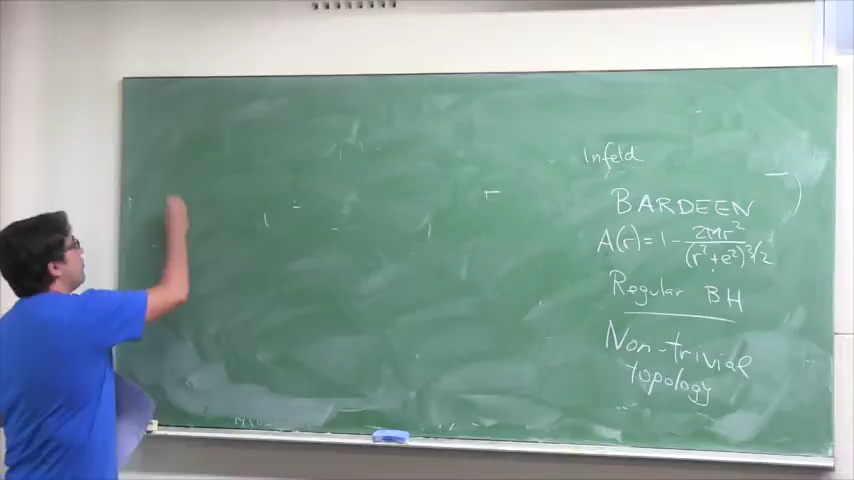 Infeld
BARDEEN
A(r) = 1 - 2Mr² / (r² + e²)^3/2
Regular BH
Non-trivial
topology